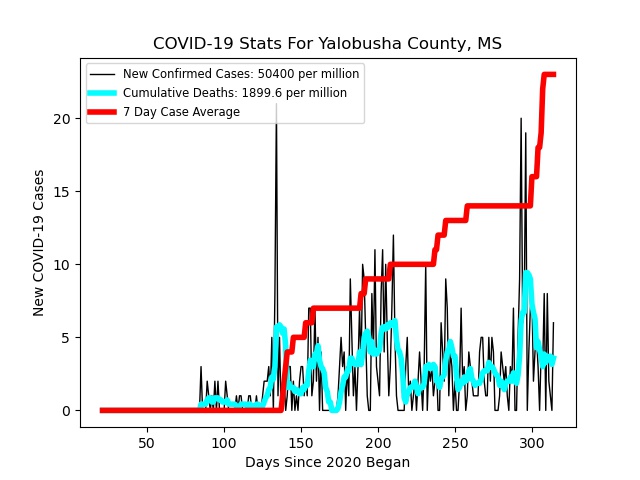 COVID-19 Stats For Yalobusha County, MS
New Confirmed Cases: 50400 per million
Cumulative Deaths: 1899.6 per million
7 Day Case Average
New COVID-19 Cases
20
15
10
5
0
50 100 150 200 250 300
Days Since 2020 Began